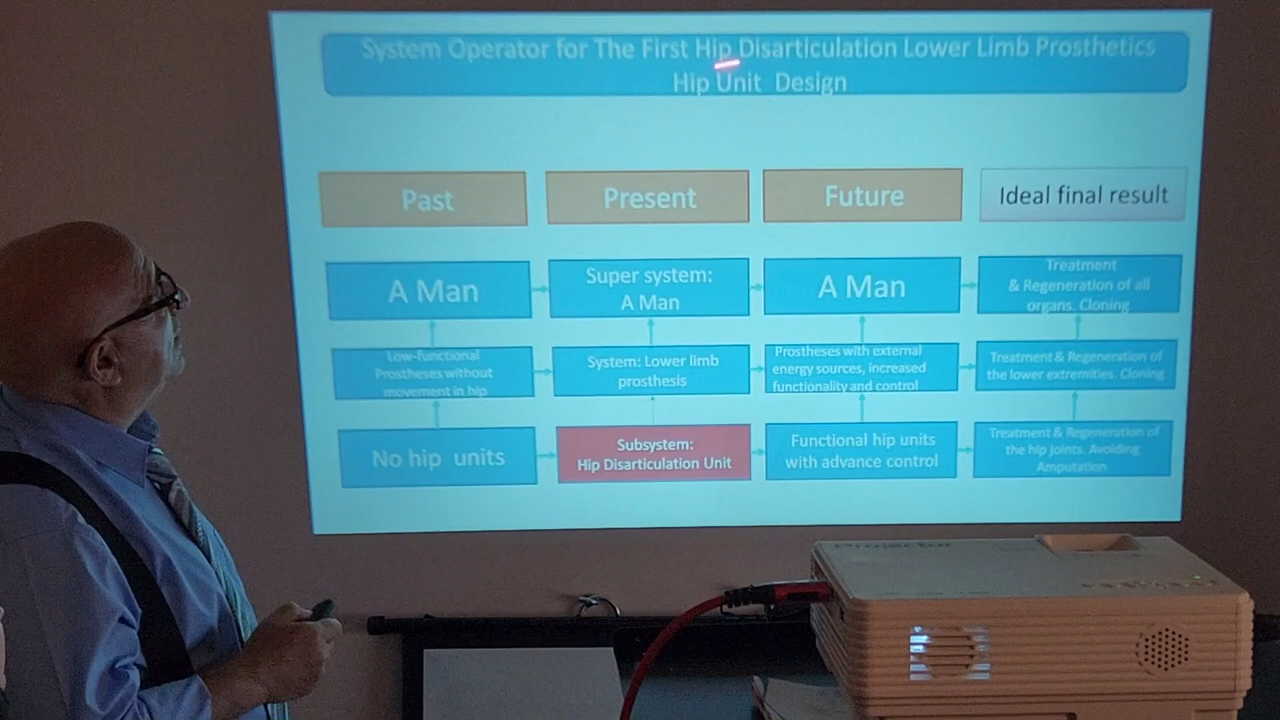 System Operator for The First Hip Disarticulation Lower Limb Prosthetics
Hip Unit Design
Past
Present
Future
Ideal final result
A Man
Super system:
A Man
A Man
Treatment
& Regeneration of all
organs. Cloning
Low-functional
Prostheses without
movement in hip
System: Lower limb
prosthesis
Prostheses with external
energy sources, increased
functionality and control
Treatment & Regeneration of
the lower extremities. Cloning
No hip units
Subsystem:
Hip Disarticulation Unit
Functional hip units
with advance control
Treatment & Regeneration of
the hip joints. Avoiding
Amputation
Projector